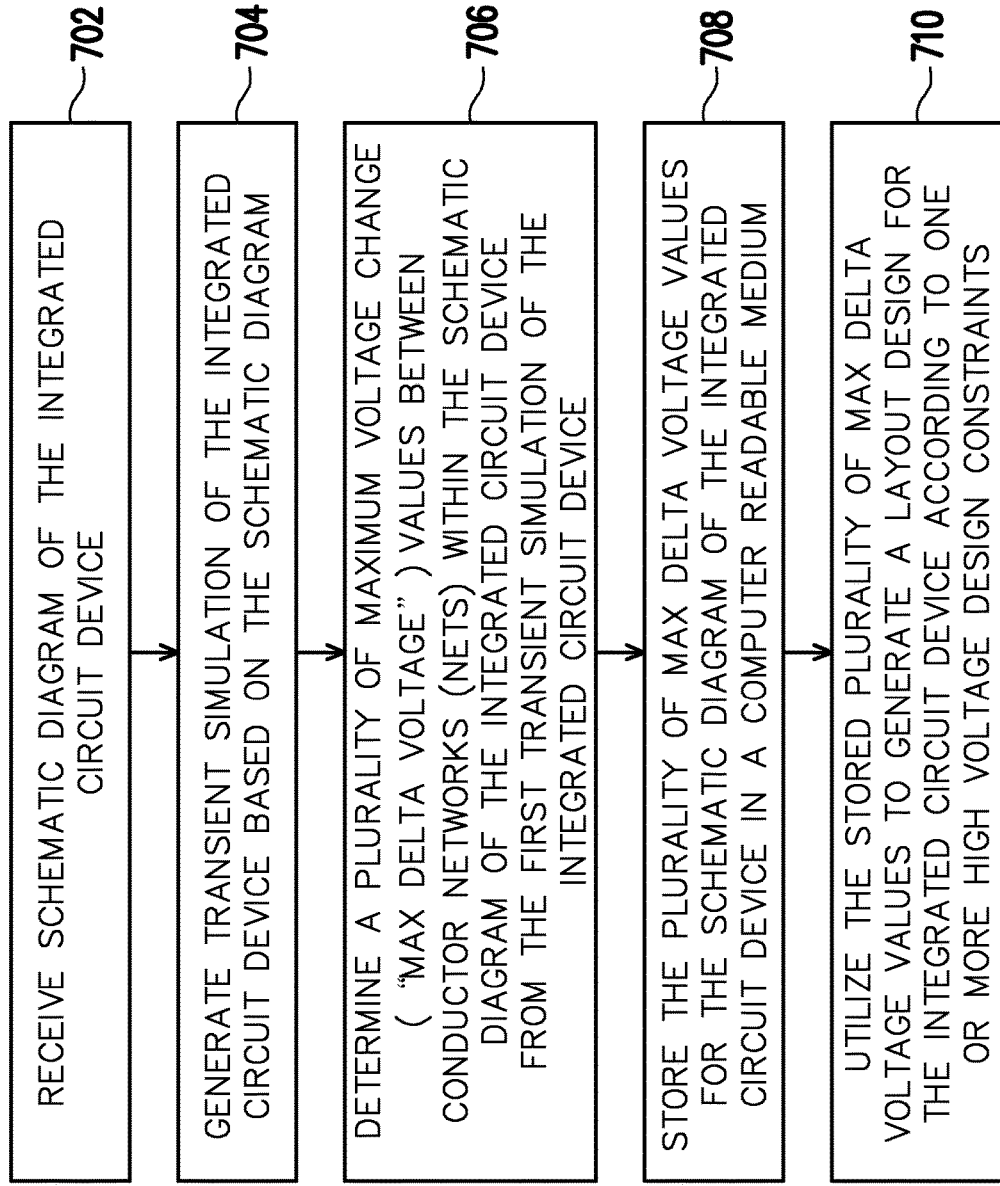 RECEIVE SCHEMATIC DIAGRAM OF THE INTEGRATED
CIRCUIT DEVICE
702
GENERATE TRANSIENT SIMULATION OF THE INTEGRATED
CIRCUIT DEVICE BASED ON THE SCHEMATIC DIAGRAM
704
DETERMINE A PLURALITY OF MAXIMUM VOLTAGE CHANGE
( “MAX DELTA VOLTAGE” ) VALUES BETWEEN
CONDUCTOR NETWORKS (NETS) WITHIN THE SCHEMATIC
DIAGRAM OF THE INTEGRATED CIRCUIT DEVICE
FROM THE FIRST TRANSIENT SIMULATION OF THE
INTEGRATED CIRCUIT DEVICE
706
STORE THE PLURALITY OF MAX DELTA VOLTAGE VALUES
FOR THE SCHEMATIC DIAGRAM OF THE INTEGRATED
CIRCUIT DEVICE IN A COMPUTER READABLE MEDIUM
708
UTILIZE THE STORED PLURALITY OF MAX DELTA
VOLTAGE VALUES TO GENERATE A LAYOUT DESIGN FOR
THE INTEGRATED CIRCUIT DEVICE ACCORDING TO ONE
OR MORE HIGH VOLTAGE DESIGN CONSTRAINTS
710